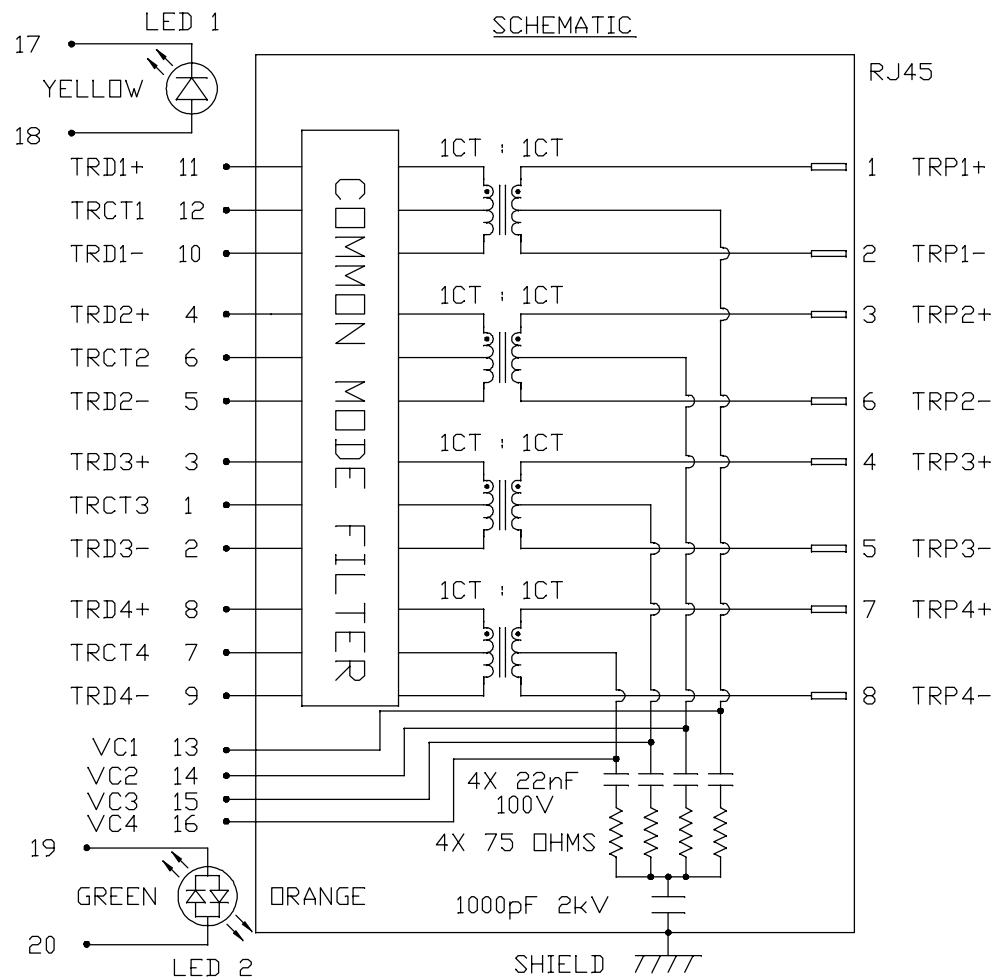 SCHEMATIC
LED 1
17
YELLOW
18
RJ45
1CT : 1CT
TRD1+ 11
1 TRP1+
TRCT1 12
TRD1- 10
2 TRP1-
1CT : 1CT
TRD2+ 4
3 TRP2+
TRCT2 6
TRD2- 5
6 TRP2-
1CT : 1CT
TRD3+ 3
4 TRP3+
TRCT3 1
TRD3- 2
5 TRP3-
1CT : 1CT
TRD4+ 8
7 TRP4+
TRCT4 7
TRD4- 9
8 TRP4-
COMMON MODE FILTER
VC1 13
VC2 14
VC3 15
VC4 16
4X 22nF
100V
4X 75 OHMS
1000pF 2kV
19
GREEN
ORANGE
20
LED 2
SHIELD